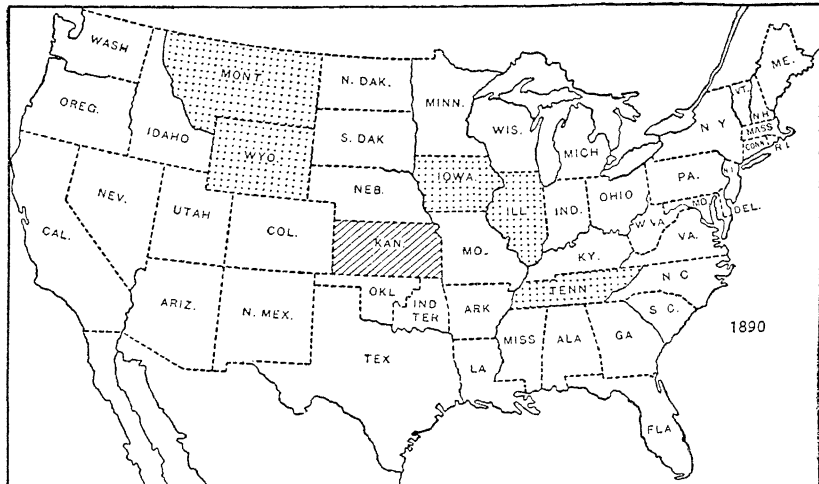 WASH
MONT.
N. DAK.
MINN.
ME.
OREG.
IDAHO
WIS.
MICH
N Y
VT.
N H
MASS
CONN.
R I.
S. DAK
WYO.
IOWA.
NEB.
NEV.
UTAH
COL.
ILL
IND.
OHIO
PA.
N J
MD.
DEL.
W VA.
VA.
CAL.
KAN.
MO.
KY.
N C
TENN
S C.
ARIZ.
N. MEX.
OKL
IND
TER
ARK
MISS
ALA
GA
1890
TEX
LA
FLA